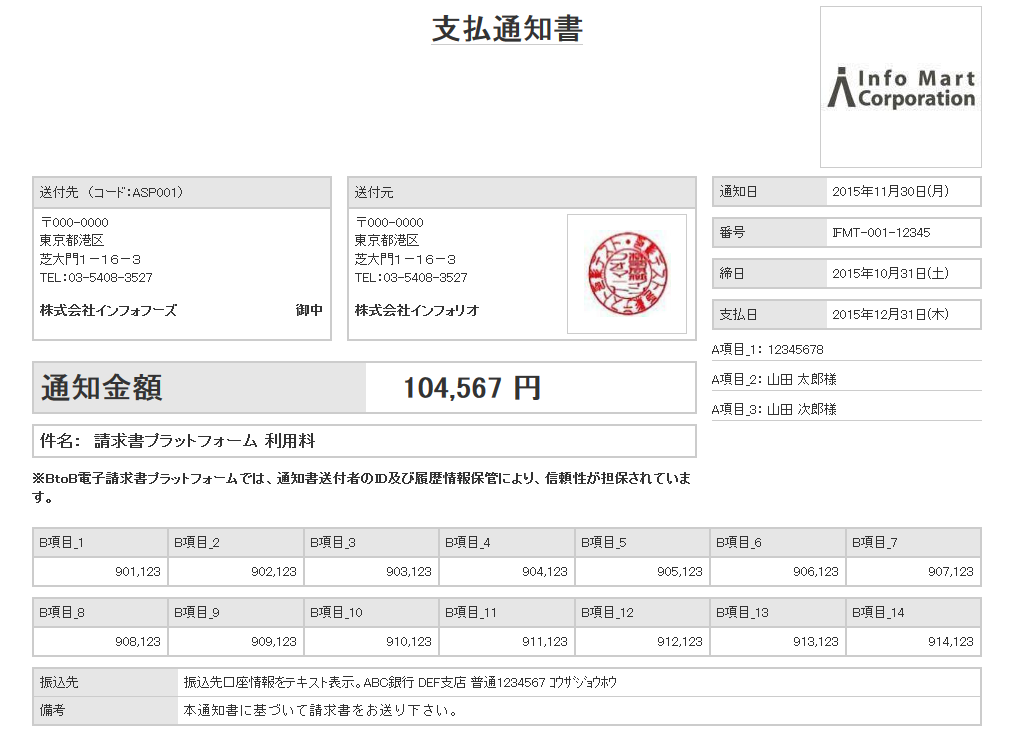 支払通知書
Info Mart
Corporation
送付先 (コード:ASP001)
〒000-0000
東京都港区
芝大門1-16-3
TEL:03-5408-3527
株式会社インフォフーズ 御中
送付元
〒000-0000
東京都港区
芝大門1-16-3
TEL:03-5408-3527
株式会社インフォリオ
通知日 2015年11月30日(月)
番号 IFMT-001-12345
締日 2015年10月31日(土)
支払日 2015年12月31日(木)
A項目_1: 12345678
A項目_2: 山田 太郎様
A項目_3: 山田 次郎様
通知金額 104,567 円
件名: 請求書プラットフォーム 利用料
※BtoB電子請求書プラットフォームでは、通知書送付者のID及び履歴情報保管により、信頼性が担保されていま
す。
B項目_1 B項目_2 B項目_3 B項目_4 B項目_5 B項目_6 B項目_7
901,123 902,123 903,123 904,123 905,123 906,123 907,123
B項目_8 B項目_9 B項目_10 B項目_11 B項目_12 B項目_13 B項目_14
908,123 909,123 910,123 911,123 912,123 913,123 914,123
振込先 振込先口座情報をテキスト表示。ABC銀行 DEF支店 普通1234567 ｺｳｻﾞｼﾞｮｳﾎｳ
備考 本通知書に基づいて請求書をお送り下さい。